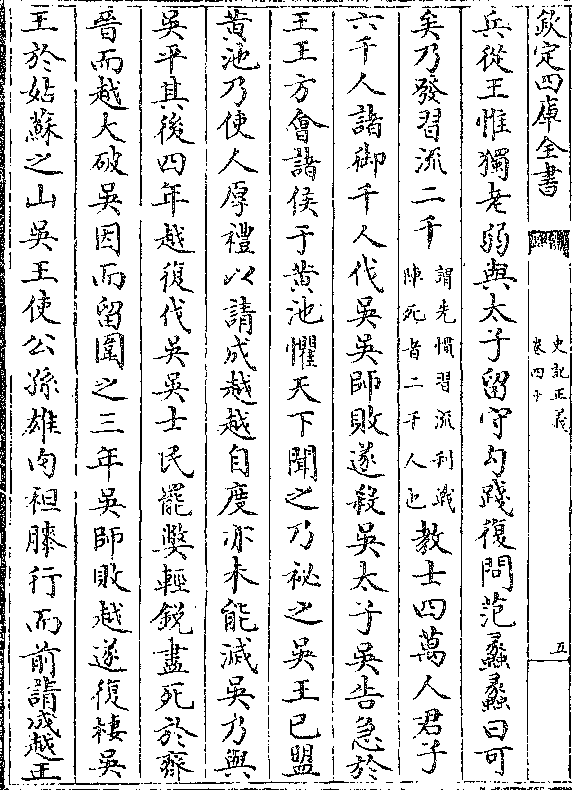 欽定四庫全書
史記正義
卷四十
五
兵從王惟獨老弱與太子留守勾踐復問范蠡蠡曰可
矣乃發習流二千
謂先慣習流利戰
陣死者二千人也
教士四萬人君子
六千人諸御千人伐吳吳師敗遂殺吳太子吳告急於
王王方會諸侯于黄池懼天下聞之乃祕之吳王已盟
黄池乃使人厚禮以請成越越自度亦未能滅吳乃與
吳平其後四年越復伐吳吳士民罷獘輕銳盡死於齊
晉而越大破吳因而留圍之三年吳師敗越遂復棲吳
王於姑蘇之山吳王使公孫雄肉袒膝行而前請成越王